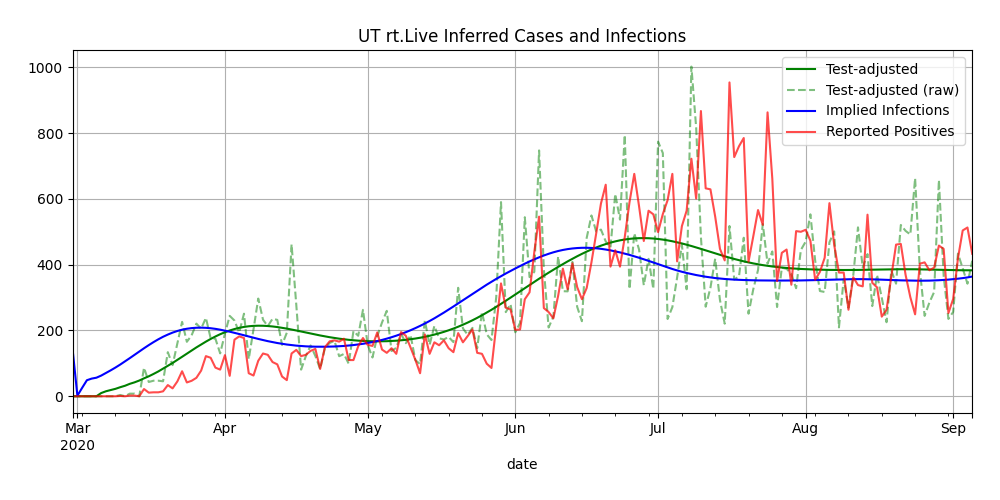 UT rt.Live Inferred Cases and Infections
1000
800
600
400
200
0
Test-adjusted
Test-adjusted (raw)
Implied Infections
Reported Positives
Mar Apr May Jun Jul Aug Sep
2020
date